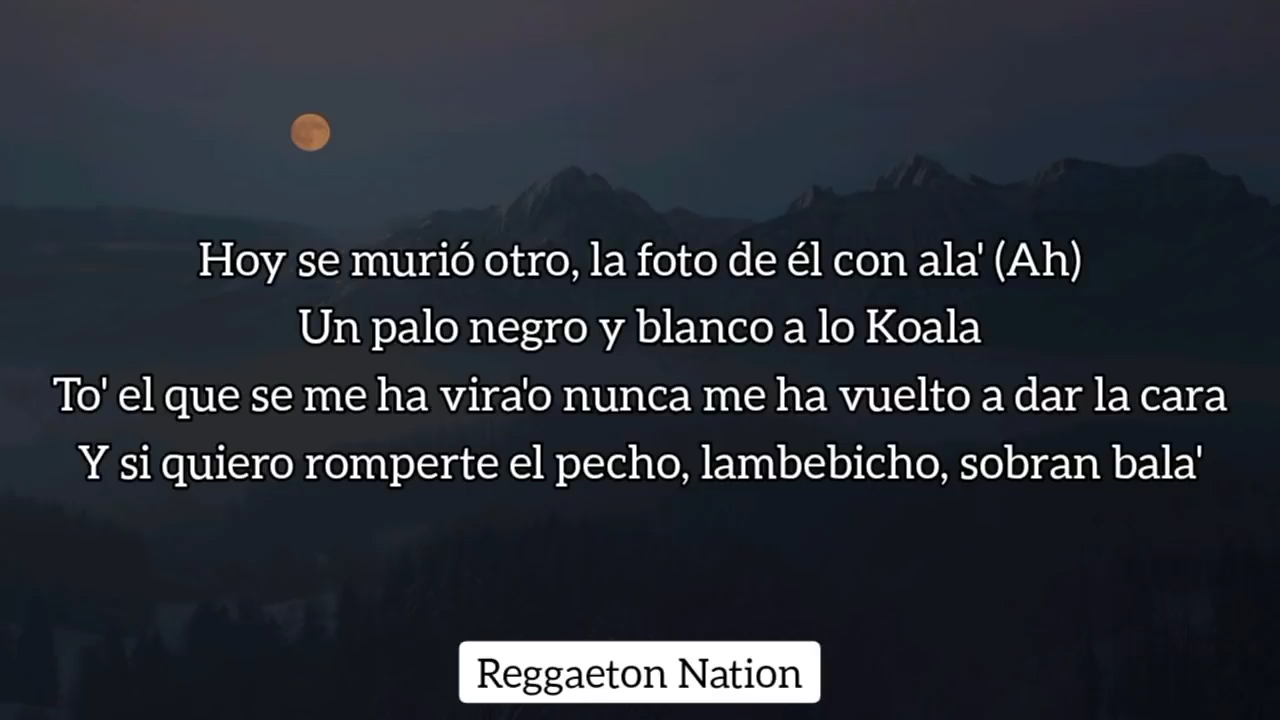 Hoy se murió otro, la foto de él con ala' (Ah)
Un palo negro y blanco a lo Koala
To' el que se me ha vira'o nunca me ha vuelto a dar la cara
Y si quiero romperte el pecho, lambebicho, sobran bala'
Reggaeton Nation